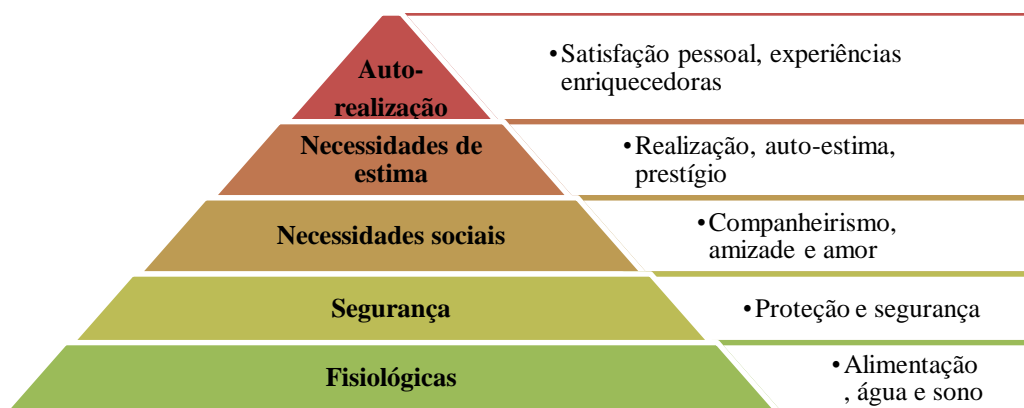 Auto-
realização
•Satisfação pessoal, experiências
enriquecedoras
Necessidades de
estima
•Realização, auto-estima,
prestígio
Necessidades sociais
•Companheirismo,
amizade e amor
Segurança
•Proteção e segurança
Fisiológicas
•Alimentação
, água e sono